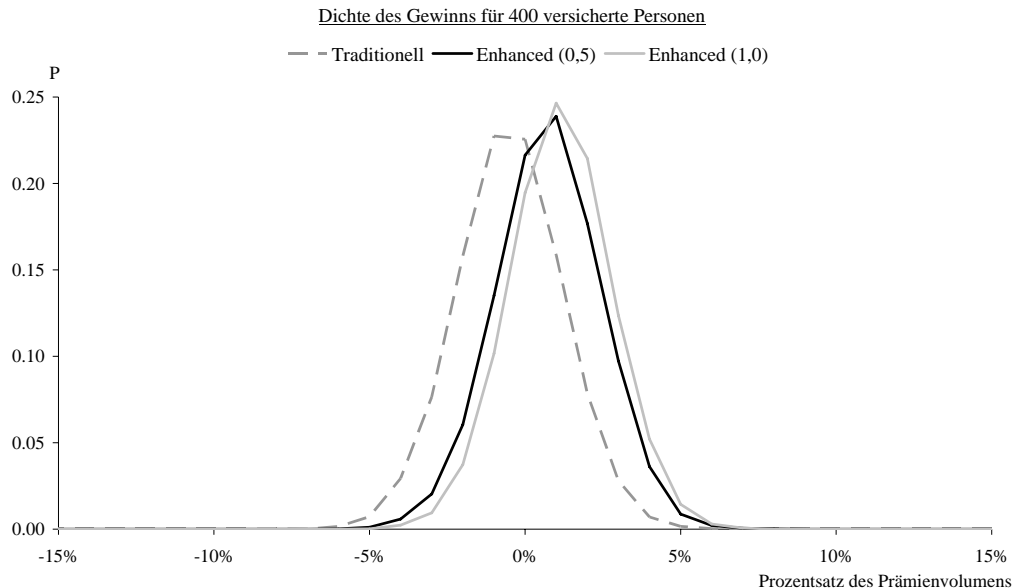 Dichte des Gewinns für 400 versicherte Personen
Traditionell Enhanced (0,5) Enhanced (1,0)
P
0.25
0.20
0.15
0.10
0.05
0.00
-15% -10% -5% 0% 5% 10% 15%
Prozentsatz des Prämienvolumens